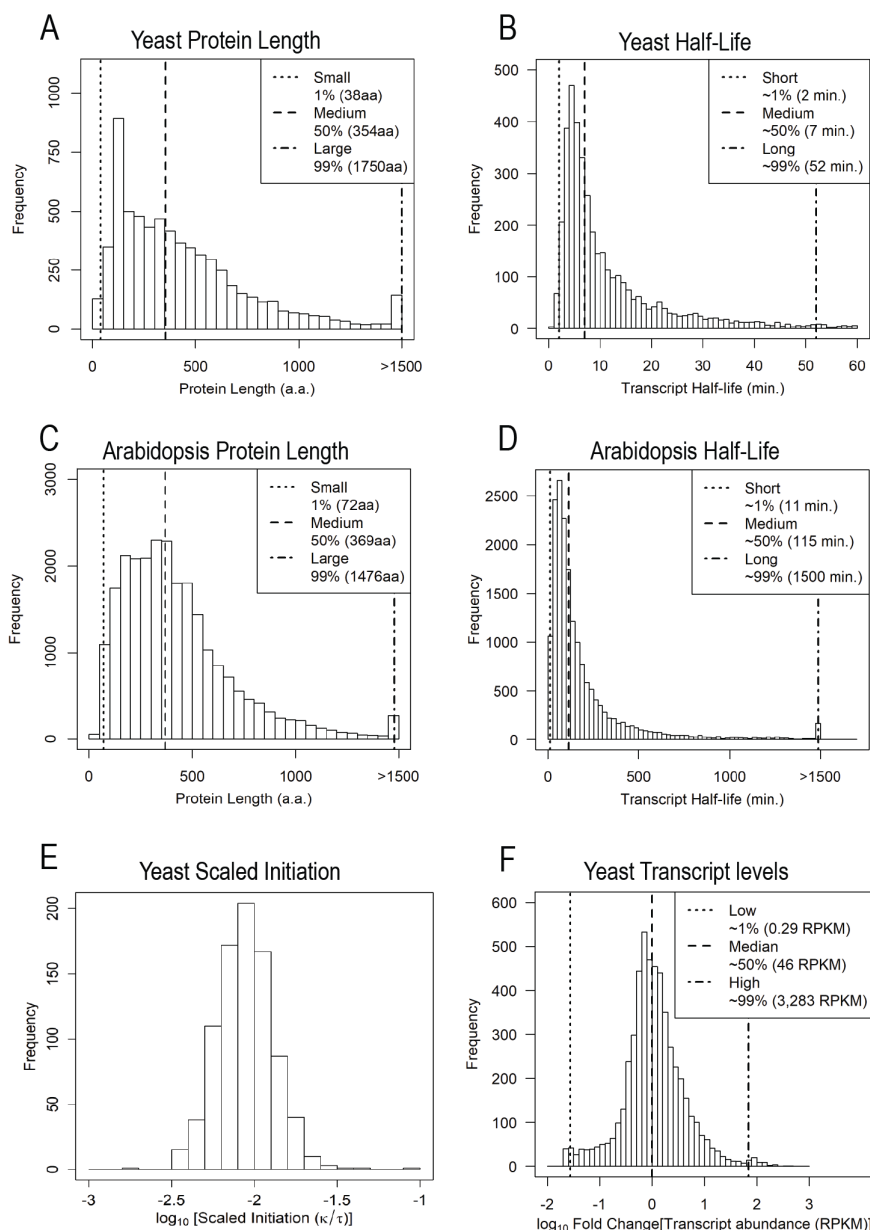 A
Yeast Protein Length
Small
1% (38aa)
Medium
50% (354aa)
Large
99% (1750aa)
Frequency
0
250
500
750
1000
0
500
1000
>1500
Protein Length (a.a.)
B
Yeast Half-Life
Short
~1% (2 min.)
Medium
~50% (7 min.)
Long
~99% (52 min.)
Frequency
0
100
200
300
400
500
0
10
20
30
40
50
60
Transcript Half-life (min.)
C
Arabidopsis Protein Length
Small
1% (72aa)
Medium
50% (369aa)
Large
99% (1476aa)
Frequency
0
1000
2000
3000
0
500
1000
>1500
Protein Length (a.a.)
D
Arabidopsis Half-Life
Short
~1% (11 min.)
Medium
~50% (115 min.)
Long
~99% (1500 min.)
Frequency
0
500
1000
1500
2000
2500
0
500
1000
>1500
Transcript Half-life (min.)
E
Yeast Scaled Initiation
Frequency
0
50
100
150
200
-3
-2.5
-2
-1.5
-1
log₁₀ [Scaled Initiation (κ/τ)]
F
Yeast Transcript levels
Low
~1% (0.29 RPKM)
Median
~50% (46 RPKM)
High
~99% (3,283 RPKM)
Frequency
0
100
200
300
400
500
600
-2
-1
0
1
2
3
log₁₀ Fold Change[Transcript abundance (RPKM)]